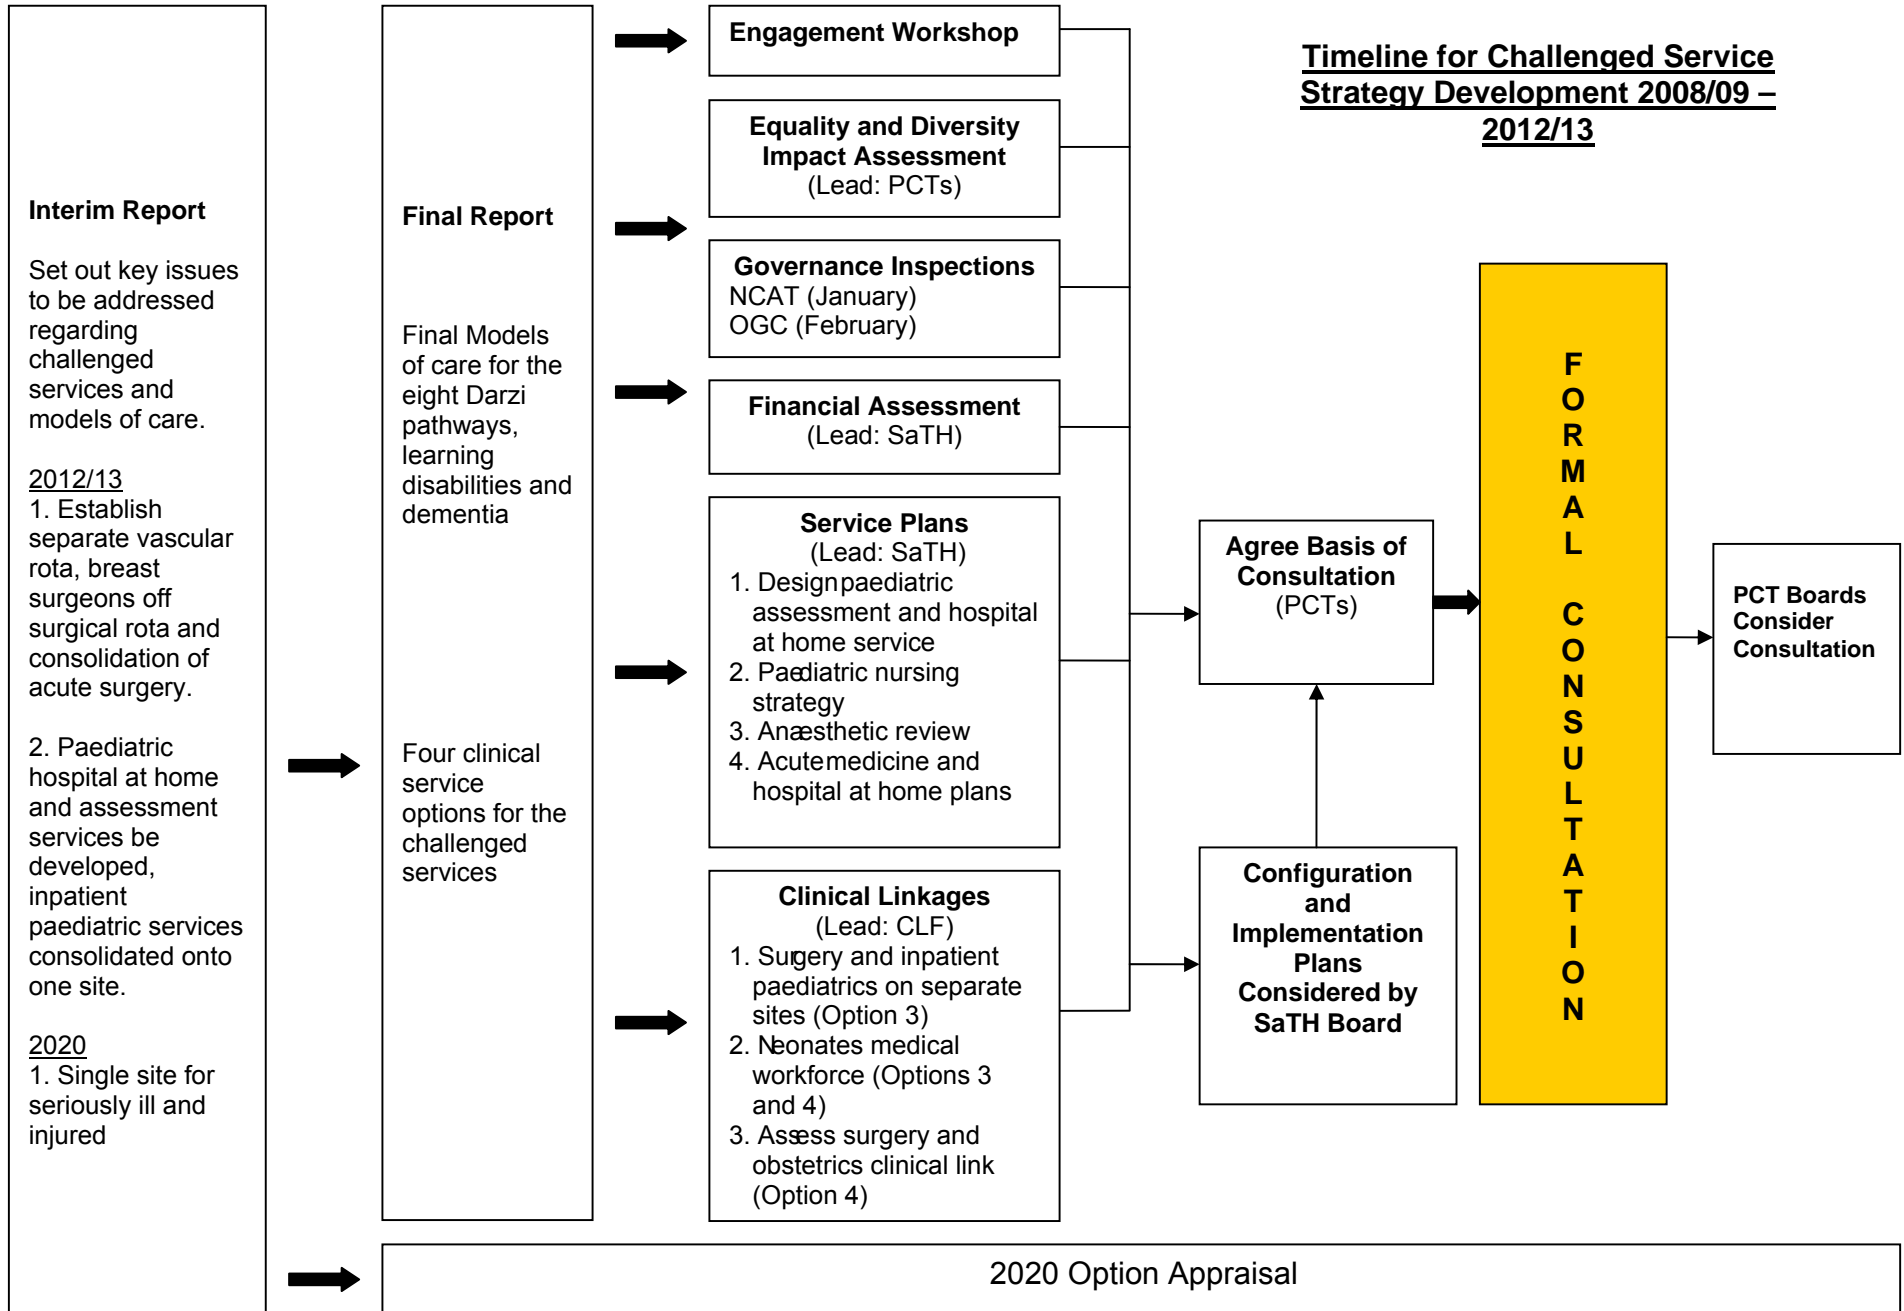 Timeline for Challenged Service
Strategy Development 2008/09 –
2012/13
Interim Report
Set out key issues
to be addressed
regarding
challenged
services and
models of care.
2012/13
1. Establish
separate vascular
rota, breast
surgeons off
surgical rota and
consolidation of
acute surgery.
2. Paediatric
hospital at home
and assessment
services be
developed,
inpatient
paediatric services
consolidated onto
one site.
2020
1. Single site for
seriously ill and
injured
Final Report
Final Models
of care for the
eight Darzi
pathways,
learning
disabilities and
dementia
Four clinical
service
options for the
challenged
services
Engagement Workshop
Equality and Diversity
Impact Assessment
(Lead: PCTs)
Governance Inspections
NCAT (January)
OGC (February)
Financial Assessment
(Lead: SaTH)
Service Plans
(Lead: SaTH)
1. Design paediatric
assessment and hospital
at home service
2. Paediatric nursing
strategy
3. Anaesthetic review
4. Acute medicine and
hospital at home plans
Clinical Linkages
(Lead: CLF)
1. Surgery and inpatient
paediatrics on separate
sites (Option 3)
2. Neonates medical
workforce (Options 3
and 4)
3. Assess surgery and
obstetrics clinical link
(Option 4)
Agree Basis of
Consultation
(PCTs)
Configuration
and
Implementation
Plans
Considered by
SaTH Board
F
O
R
M
A
L
C
O
N
S
U
L
T
A
T
I
O
N
PCT Boards
Consider
Consultation
2020 Option Appraisal